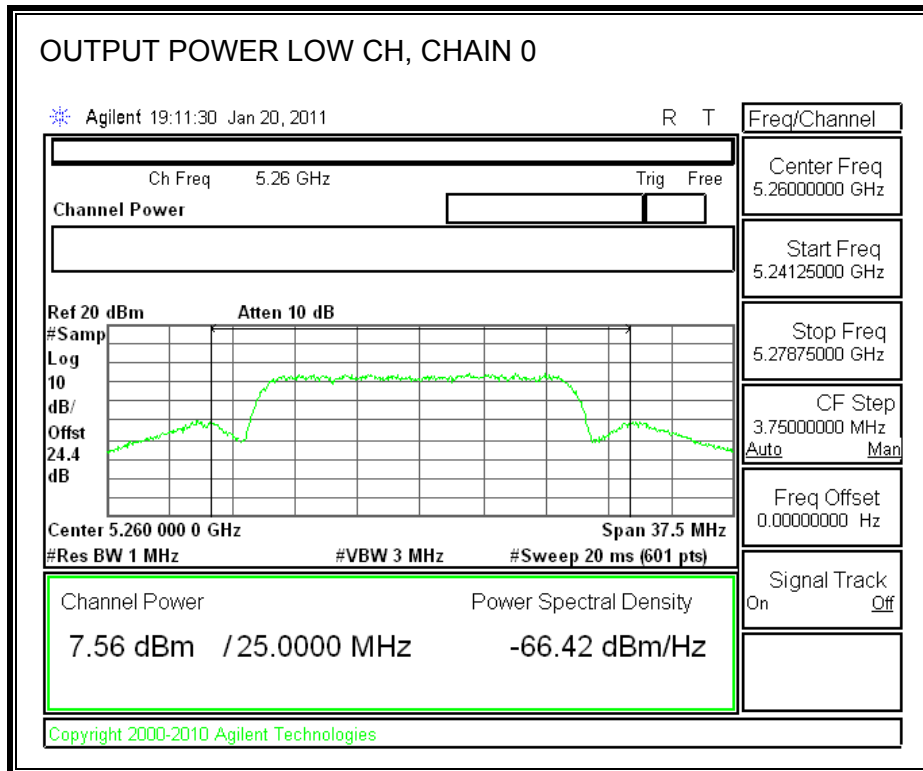 OUTPUT POWER LOW CH, CHAIN 0
Agilent 19:11:30 Jan 20, 2011 R T
Freq/Channel
Ch Freq 5.26 GHz Trig Free
Channel Power
Center Freq
5.26000000 GHz
Start Freq
5.24125000 GHz
Stop Freq
5.27875000 GHz
CF Step
3.75000000 MHz
Auto Man
Freq Offset
0.00000000 Hz
Signal Track
On Off
Ref 20 dBm Atten 10 dB
#Samp
Log
10
dB/
Offst
24.4
dB
Center 5.260 000 0 GHz Span 37.5 MHz
#Res BW 1 MHz #VBW 3 MHz #Sweep 20 ms (601 pts)
Channel Power Power Spectral Density
7.56 dBm / 25.0000 MHz -66.42 dBm/Hz
Copyright 2000-2010 Agilent Technologies